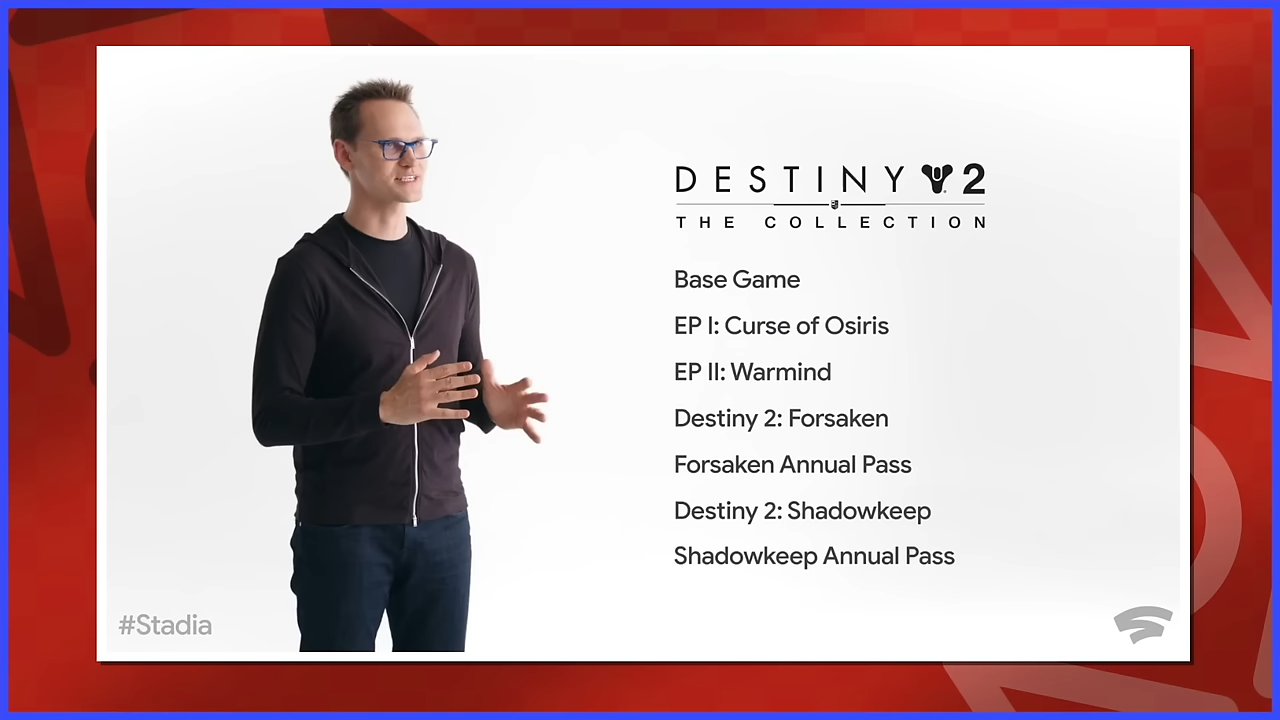 DESTINY 2
THE COLLECTION
Base Game
EP I: Curse of Osiris
EP II: Warmind
Destiny 2: Forsaken
Forsaken Annual Pass
Destiny 2: Shadowkeep
Shadowkeep Annual Pass
#Stadia